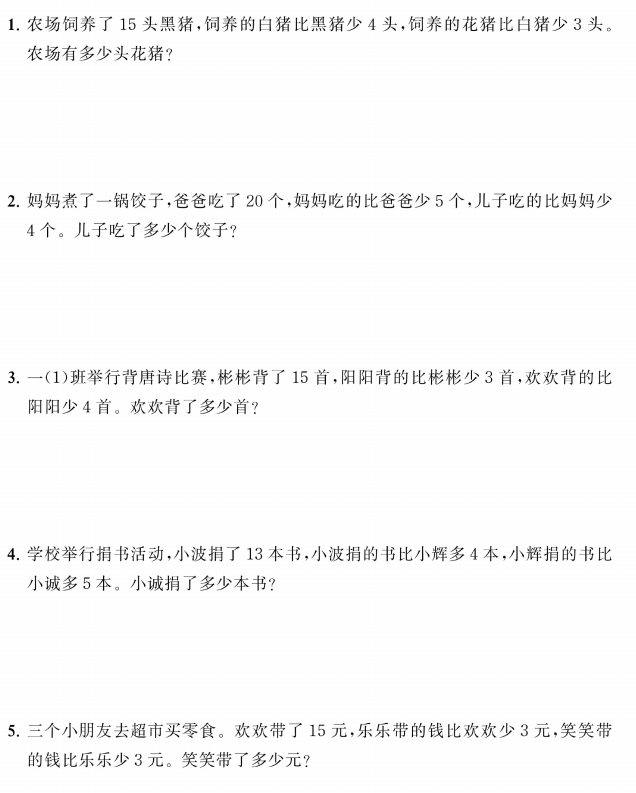 1. 农场饲养了 15 头黑猪,饲养的白猪比黑猪少 4 头,饲养的花猪比白猪少 3 头。
农场有多少头花猪?
2. 妈妈煮了一锅饺子,爸爸吃了 20 个,妈妈吃的比爸爸少 5 个,儿子吃的比妈妈少
4 个。儿子吃了多少个饺子?
3. 一(1)班举行背唐诗比赛,彬彬背了 15 首,阳阳背的比彬彬少 3 首,欢欢背的比
阳阳少 4 首。欢欢背了多少首?
4. 学校举行捐书活动,小波捐了 13 本书,小波捐的书比小辉多 4 本,小辉捐的书比
小诚多 5 本。小诚捐了多少本书?
5. 三个小朋友去超市买零食。欢欢带了 15 元,乐乐带的钱比欢欢少 3 元,笑笑带
的钱比乐乐少 3 元。笑笑带了多少元?